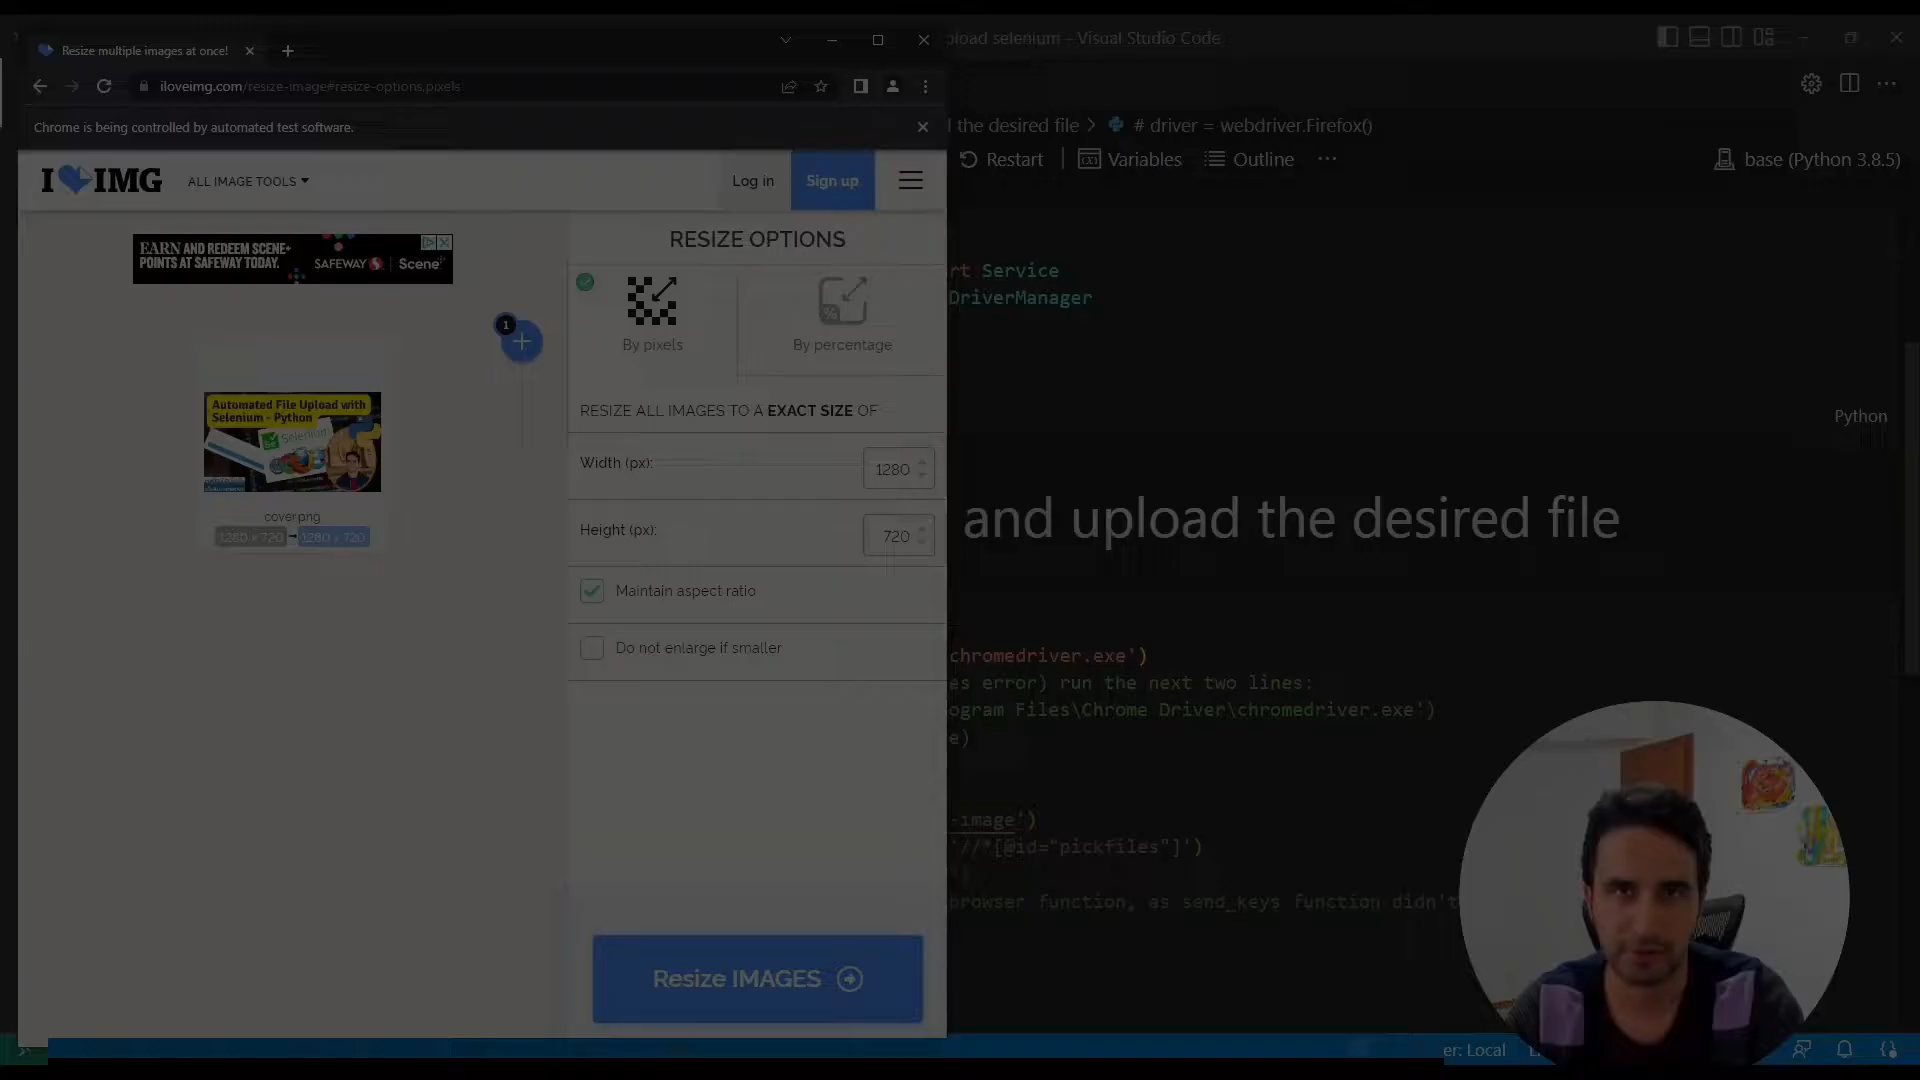 Resize multiple images at once!
iloveimg.com/resize-image#resize-options,pixels
Chrome is being controlled by automated test software.
I IMG
ALL IMAGE TOOLS
Log in
Sign up
EARN AND REDEEM SCENE+
POINTS AT SAFEWAY TODAY.
SAFEWAY
Scene+
RESIZE OPTIONS
1
By pixels
%
By percentage
RESIZE ALL IMAGES TO A EXACT SIZE OF
Width (px):
1280
Height (px):
720
Maintain aspect ratio
Do not enlarge if smaller
Automated File Upload with
Selenium - Python
Selenium
cover.png
1280 x 720
1280 x 720
Resize IMAGES
pload selenium - Visual Studio Code
the desired file > # driver = webdriver.Firefox()
Restart
Variables
Outline
base (Python 3.8.5)
rt Service
DriverManager
Python
and upload the desired file
chromedriver.exe')
es error) run the next two lines:
ogram Files\Chrome Driver\chromedriver.exe')
e)
-image')
'//*[@id="pickfiles"]')
browser function, as send_keys function didn't
er: Local